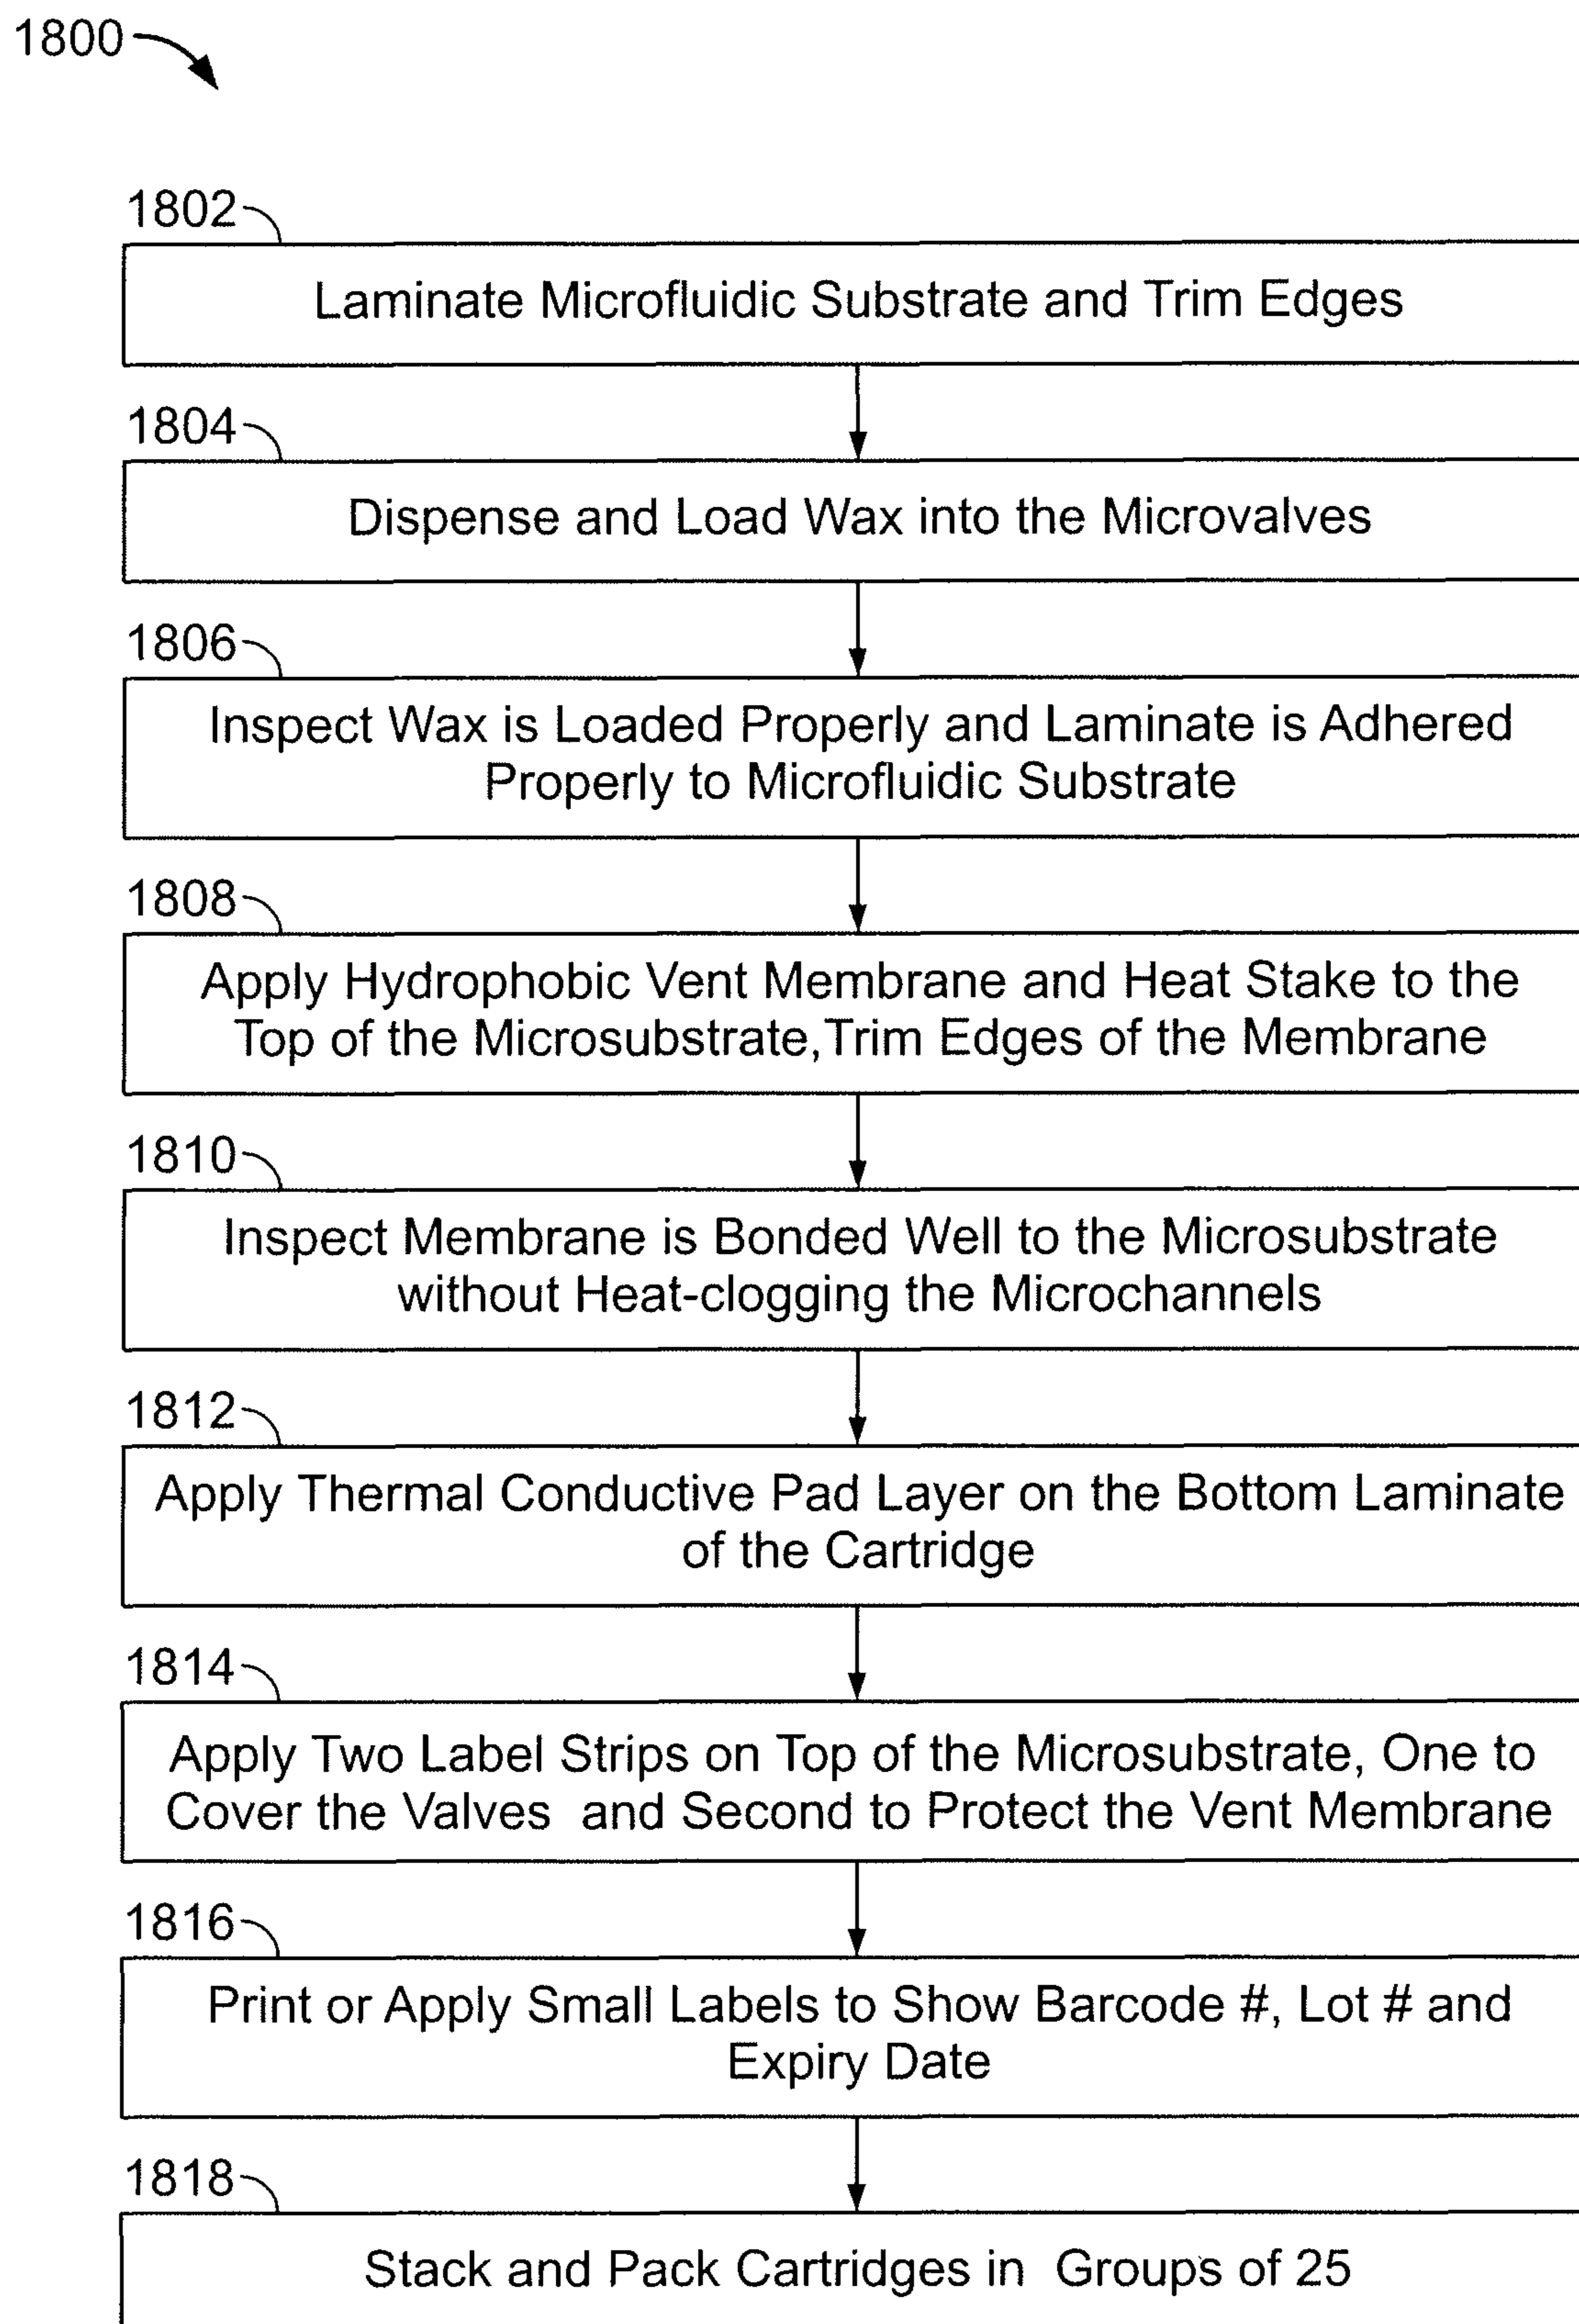 1800
1802
Laminate Microfluidic Substrate and Trim Edges
1804
Dispense and Load Wax into the Microvalves
1806
Inspect Wax is Loaded Properly and Laminate is Adhered
Properly to Microfluidic Substrate
1808
Apply Hydrophobic Vent Membrane and Heat Stake to the
Top of the Microsubstrate,Trim Edges of the Membrane
1810
Inspect Membrane is Bonded Well to the Microsubstrate
without Heat-clogging the Microchannels
1812
Apply Thermal Conductive Pad Layer on the Bottom Laminate
of the Cartridge
1814
Apply Two Label Strips on Top of the Microsubstrate, One to
Cover the Valves and Second to Protect the Vent Membrane
1816
Print or Apply Small Labels to Show Barcode #, Lot # and
Expiry Date
1818
Stack and Pack Cartridges in Groups of 25